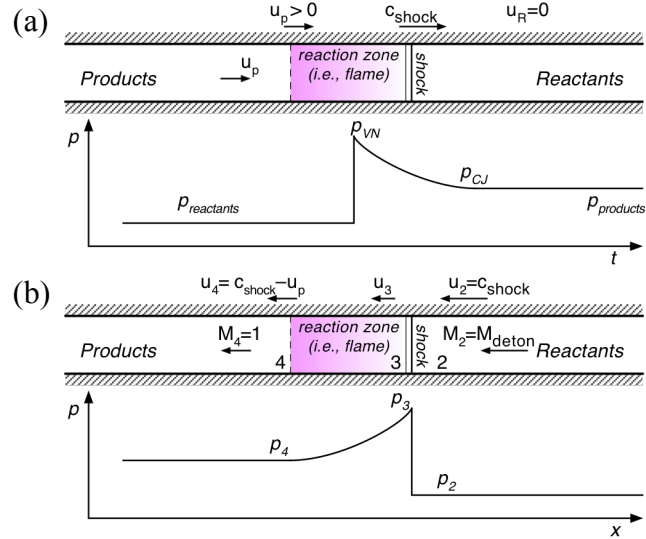 (a)
u_p > 0
c_shock
u_R=0
Products
u_p
reaction zone
(i.e., flame)
shock
Reactants
p
p_VN
p_CJ
p_reactants
p_products
t
(b)
u_4= c_shock–u_p
u_3
u_2=c_shock
Products
M_4=1
reaction zone
(i.e., flame)
shock
M_2=M_deton
Reactants
4
3
2
p
p_3
p_4
p_2
x